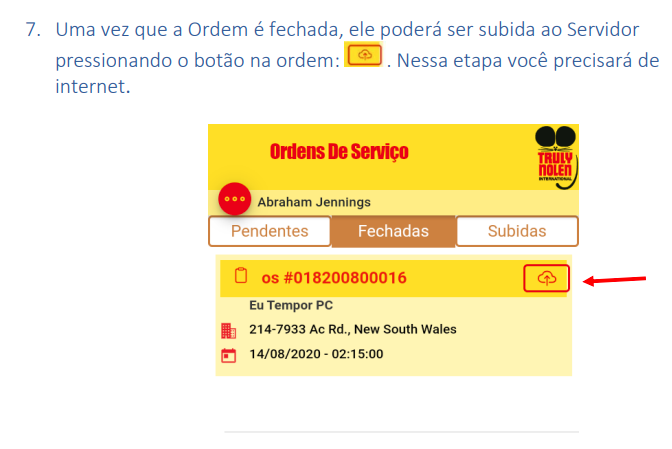 7. Uma vez que a Ordem é fechada, ele poderá ser subida ao Servidor
pressionando o botão na ordem: . Nessa etapa você precisará de
internet.
Ordens De Serviço
TRULY
NOLEN
INTERNATIONAL
Abraham Jennings
Pendentes Fechadas Subidas
os #018200800016
Eu Tempor PC
214-7933 Ac Rd., New South Wales
14/08/2020 - 02:15:00